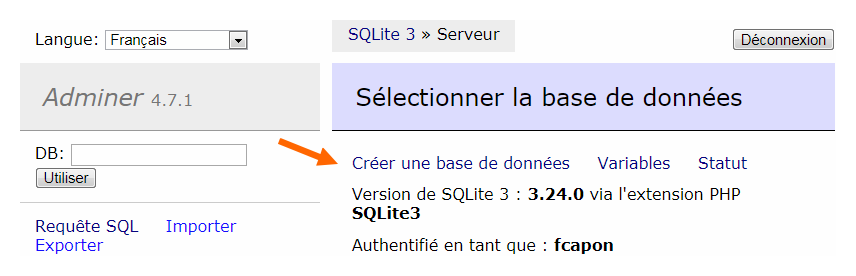 Langue: Français
SQLite 3 » Serveur
Déconnexion
Adminer 4.7.1
Sélectionner la base de données
DB:
Utiliser
Requête SQL Importer
Exporter
Créer une base de données Variables Statut
Version de SQLite 3 : 3.24.0 via l'extension PHP
SQLite3
Authentifié en tant que : fcapon